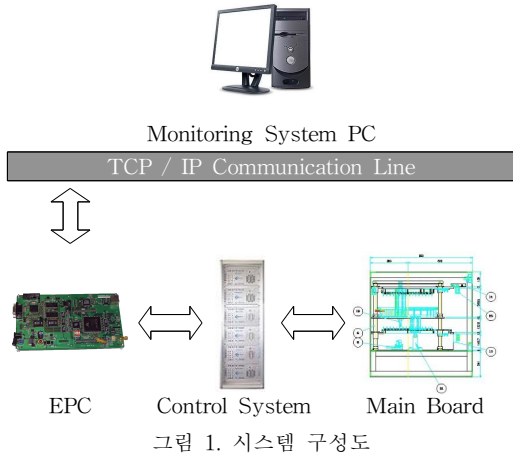 Monitoring System PC
TCP / IP Communication Line
EPC Control System Main Board
그림 1. 시스템 구성도